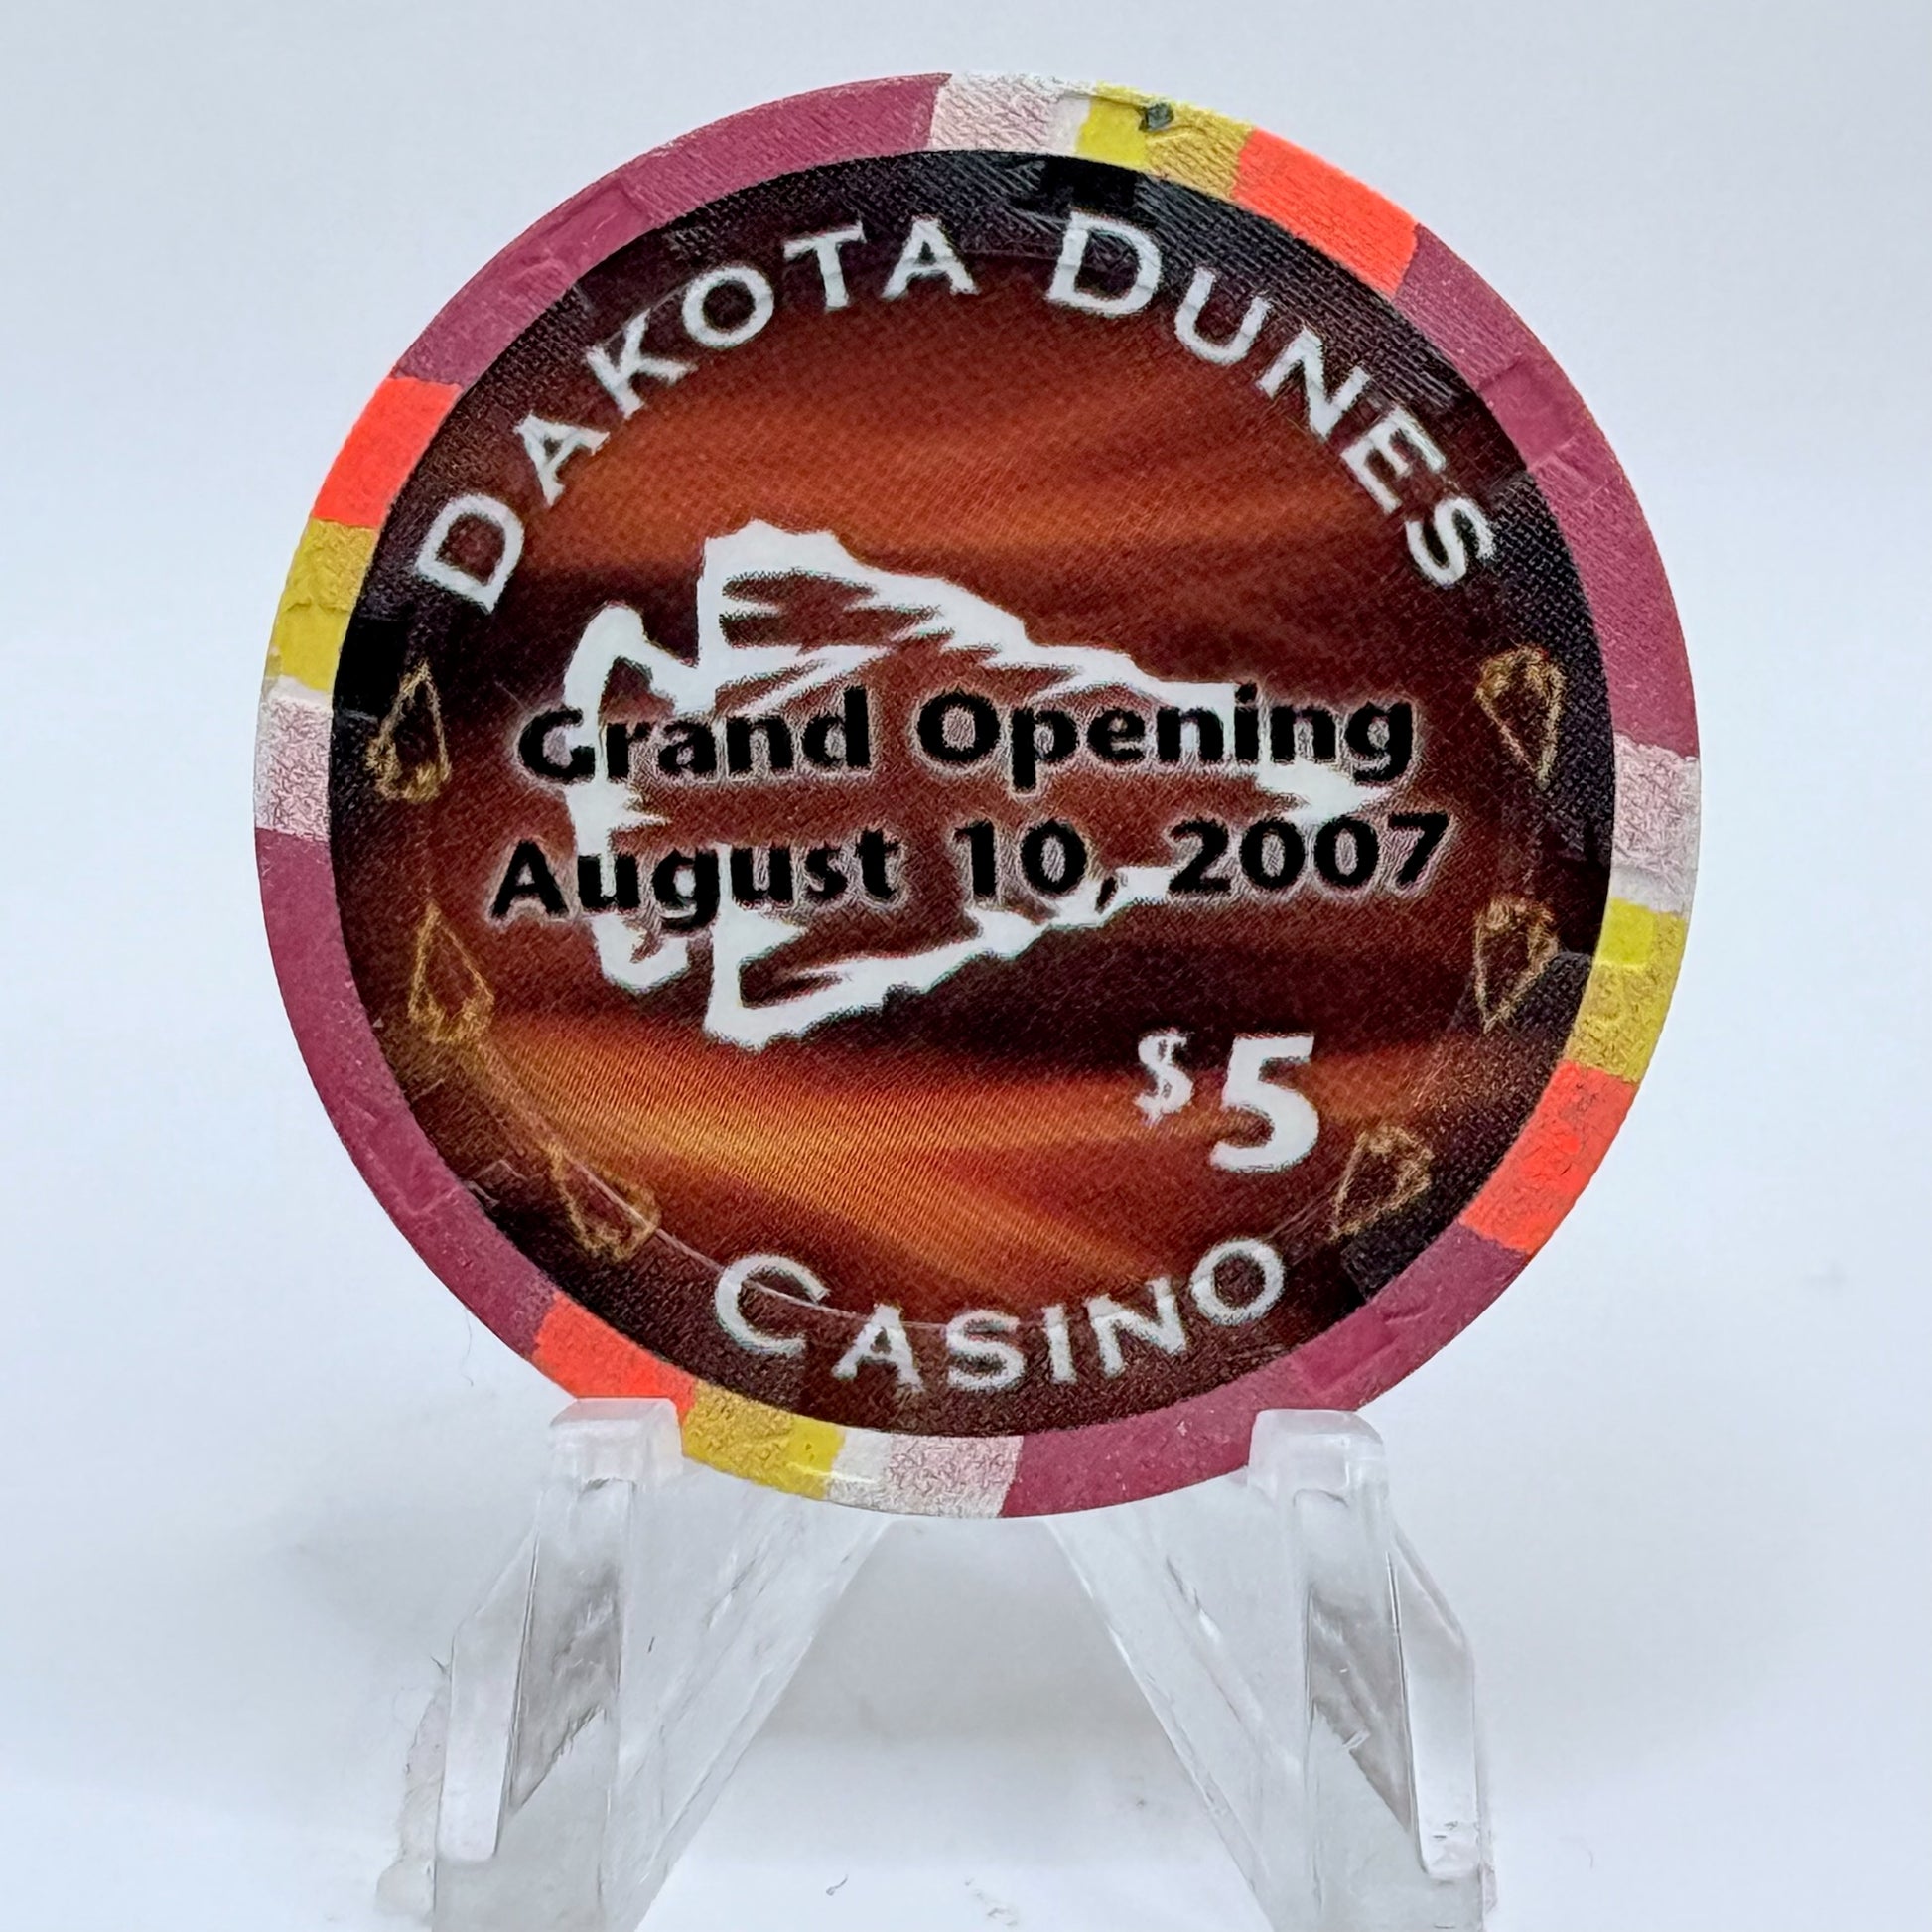 DAKOTA DUNES
Grand Opening
August 10, 2007
$5
CASINO